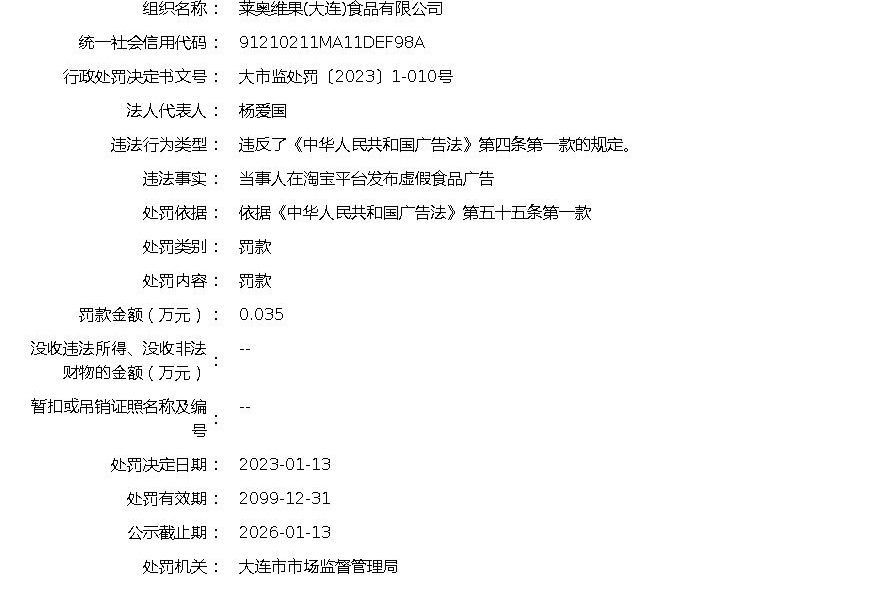 组织名称： 莱奥维果(大连)食品有限公司
统一社会信用代码： 91210211MA11DEF98A
行政处罚决定书文号： 大市监处罚〔2023〕1-010号
法人代表人： 杨爱国
违法行为类型： 违反了《中华人民共和国广告法》第四条第一款的规定。
违法事实： 当事人在淘宝平台发布虚假食品广告
处罚依据： 依据《中华人民共和国广告法》第五十五条第一款
处罚类别： 罚款
处罚内容： 罚款
罚款金额（万元）： 0.035
没收违法所得、没收非法
财物的金额（万元）： --
暂扣或吊销证照名称及编
号： --
处罚决定日期： 2023-01-13
处罚有效期： 2099-12-31
公示截止期： 2026-01-13
处罚机关： 大连市市场监督管理局